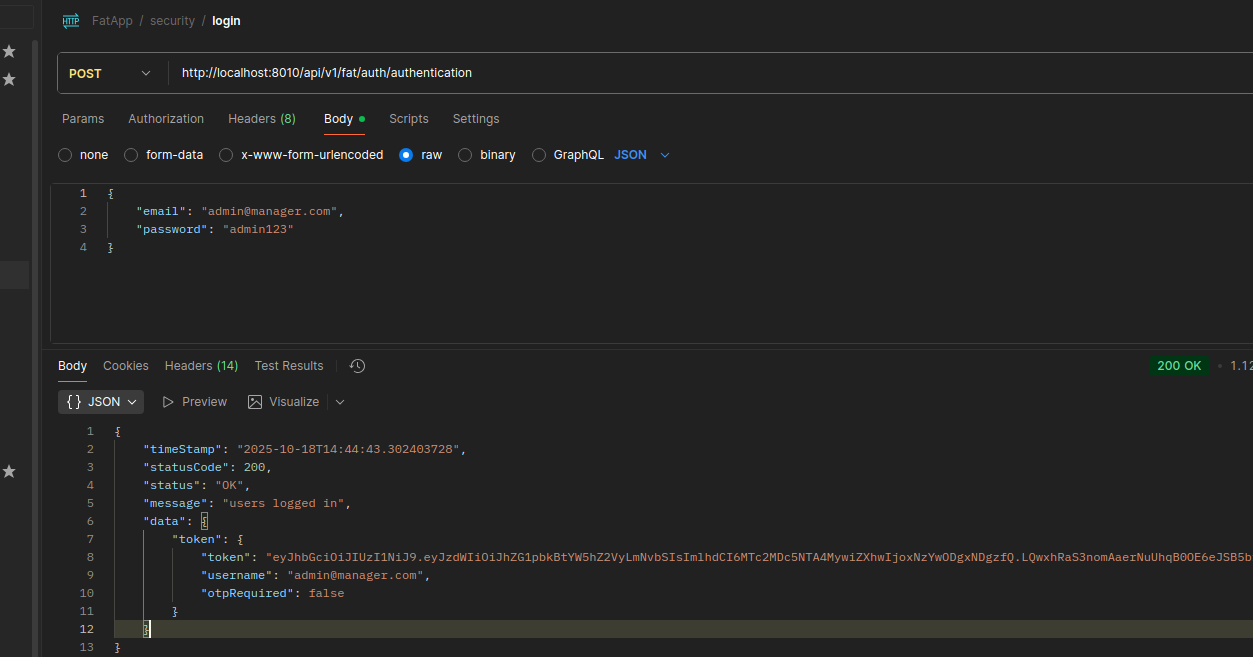 HTTP FatApp / security / login
POST http://localhost:8010/api/v1/fat/auth/authentication
Params Authorization Headers (8) Body Scripts Settings
none form-data x-www-form-urlencoded raw binary GraphQL JSON
1 {
2 "email": "admin@manager.com",
3 "password": "admin123"
4 }
Body Cookies Headers (14) Test Results 200 OK • 1.12
{} JSON Preview Visualize
1 {
2 "timeStamp": "2025-10-18T14:44:43.302403728",
3 "statusCode": 200,
4 "status": "OK",
5 "message": "users logged in",
6 "data": {
7 "token": {
8 "token": "eyJhbGciOiJIUzI1NiJ9.eyJzdWIiOiJhZG1pbkBtYW5hZ2VyLmNvbSIsImlhdCI6MTc2MDc5NTA4MywiZXhwIjoxNzYwODgxNDgzfQ.LQwxhRaS3nomAaerNuUhqB0OE6eJSB5b
9 "username": "admin@manager.com",
10 "otpRequired": false
11 }
12 }
13 }